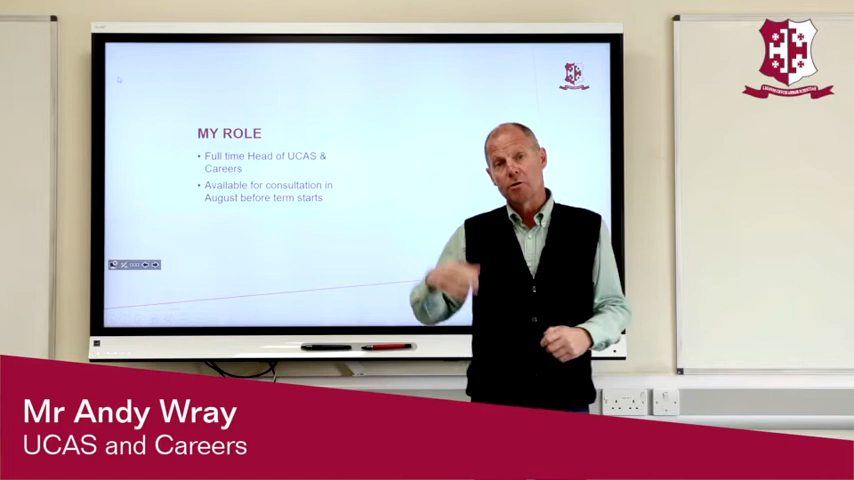 MY ROLE
• Full time Head of UCAS &
Careers
• Available for consultation in
August before term starts
Mr Andy Wray
UCAS and Careers